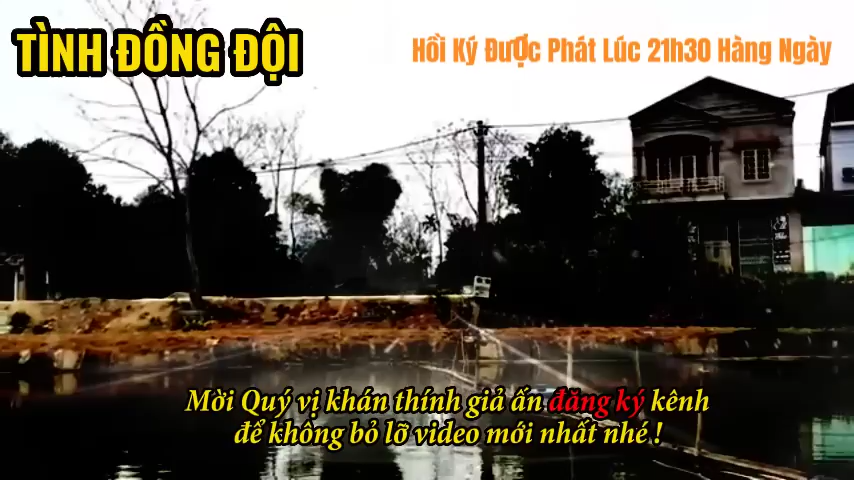 TÌNH ĐỒNG ĐỘI
Hồi Ký Được Phát Lúc 21h30 Hàng Ngày
Mời Quý vị khán thính giả ấn đăng ký kênh
để không bỏ lỡ video mới nhất nhé !